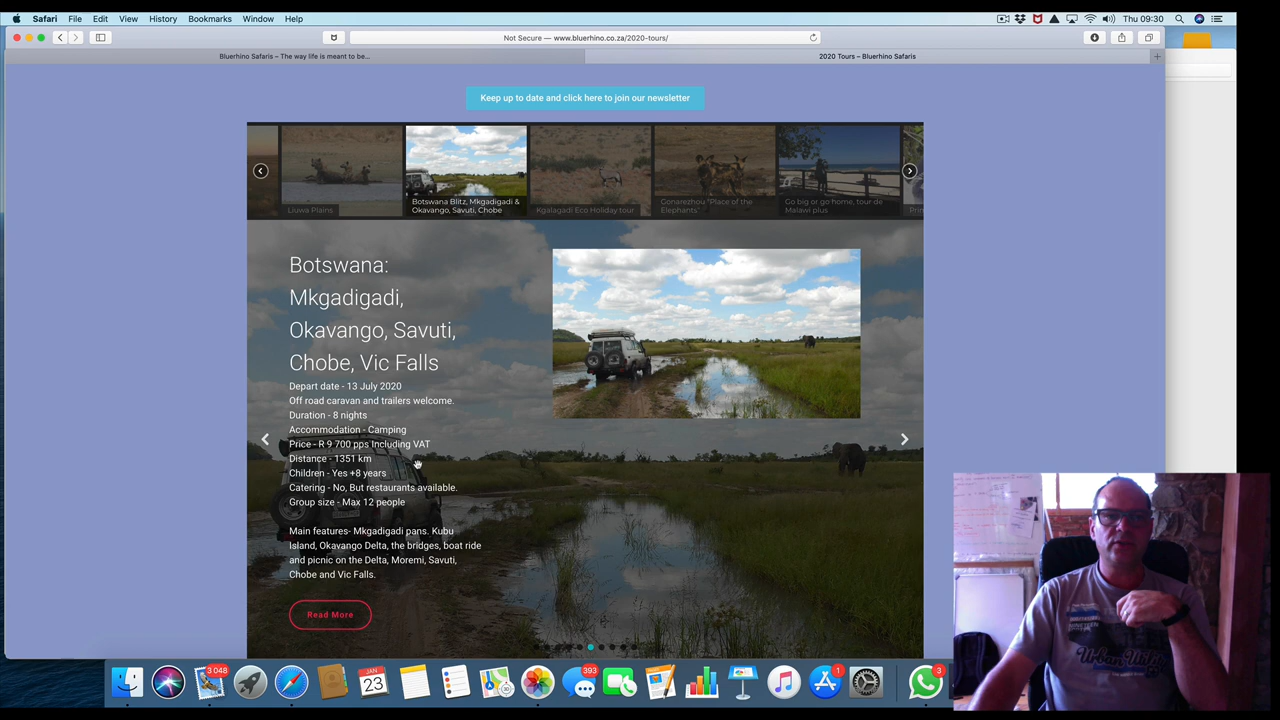 Safari File Edit View History Bookmarks Window Help
Thu 09:30
Not Secure — www.bluerhino.co.za/2020-tours/
Bluerhino Safaris – The way life is meant to be...
2020 Tours – Bluerhino Safaris
Keep up to date and click here to join our newsletter
Liuwa Plains
Botswana Blitz, Mkgadigadi &
Okavango, Savuti, Chobe
Kgalagadi Eco Holiday tour
Gonarezhou "Place of the
Elephants"
Go big or go home, tour de
Malawi plus
Botswana:
Mkgadigadi,
Okavango, Savuti,
Chobe, Vic Falls
Depart date - 13 July 2020
Off road caravan and trailers welcome.
Duration - 8 nights
Accommodation - Camping
Price - R 9 700 pps Including VAT
Distance - 1351 km
Children - Yes +8 years
Catering - No, But restaurants available.
Group size - Max 12 people
Main features- Mkgadigadi pans. Kubu
Island, Okavango Delta, the bridges, boat ride
and picnic on the Delta, Moremi, Savuti,
Chobe and Vic Falls.
Read More
3 048
JAN
23
393
1
3